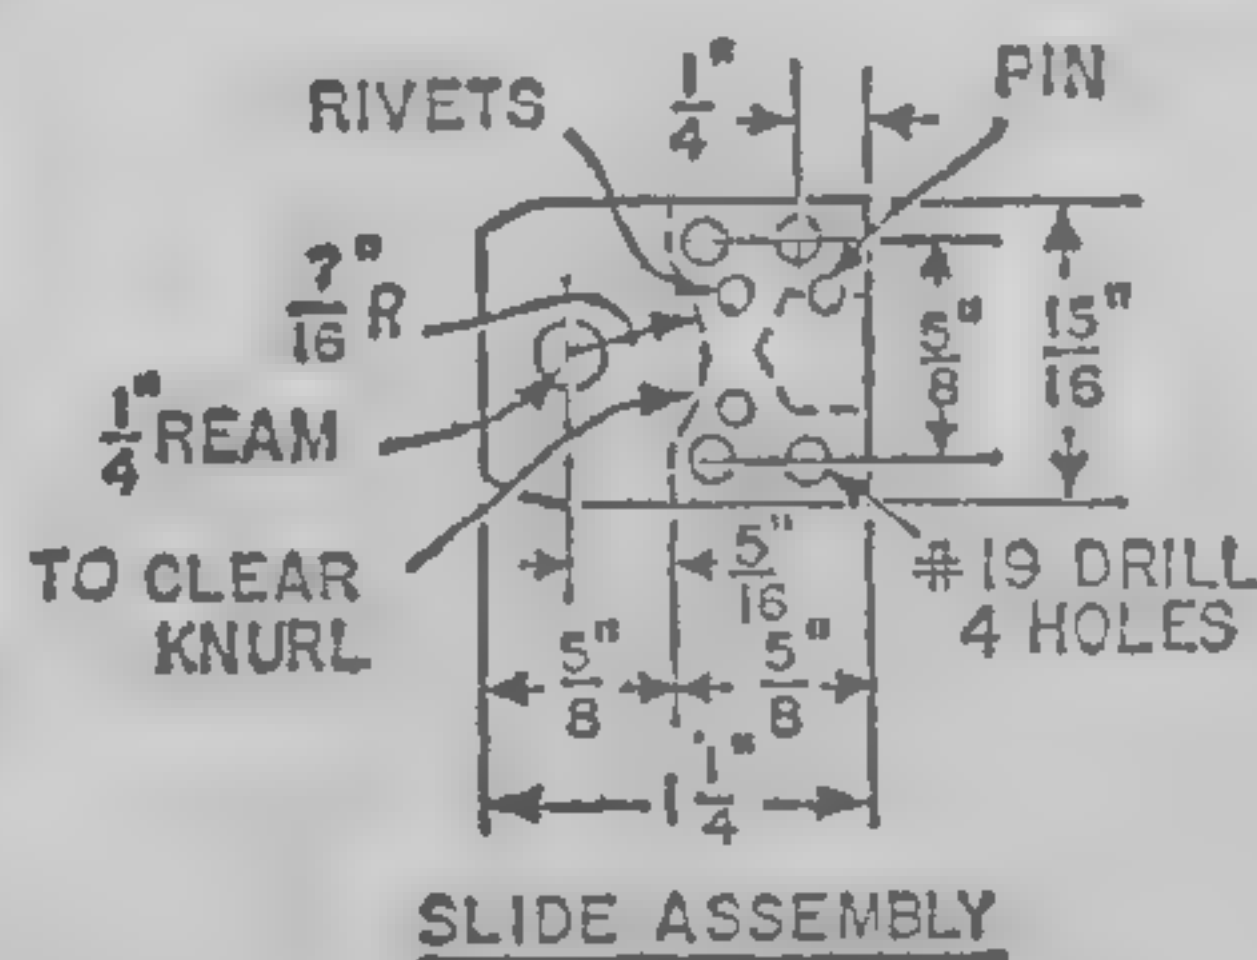 1/4"
PIN
RIVETS
?/16" R
5/8"
15/16"
1/4" REAM
5/16"
TO CLEAR
KNURL
#19 DRILL
4 HOLES
5/8"
5/8"
1 1/4"
SLIDE ASSEMBLY